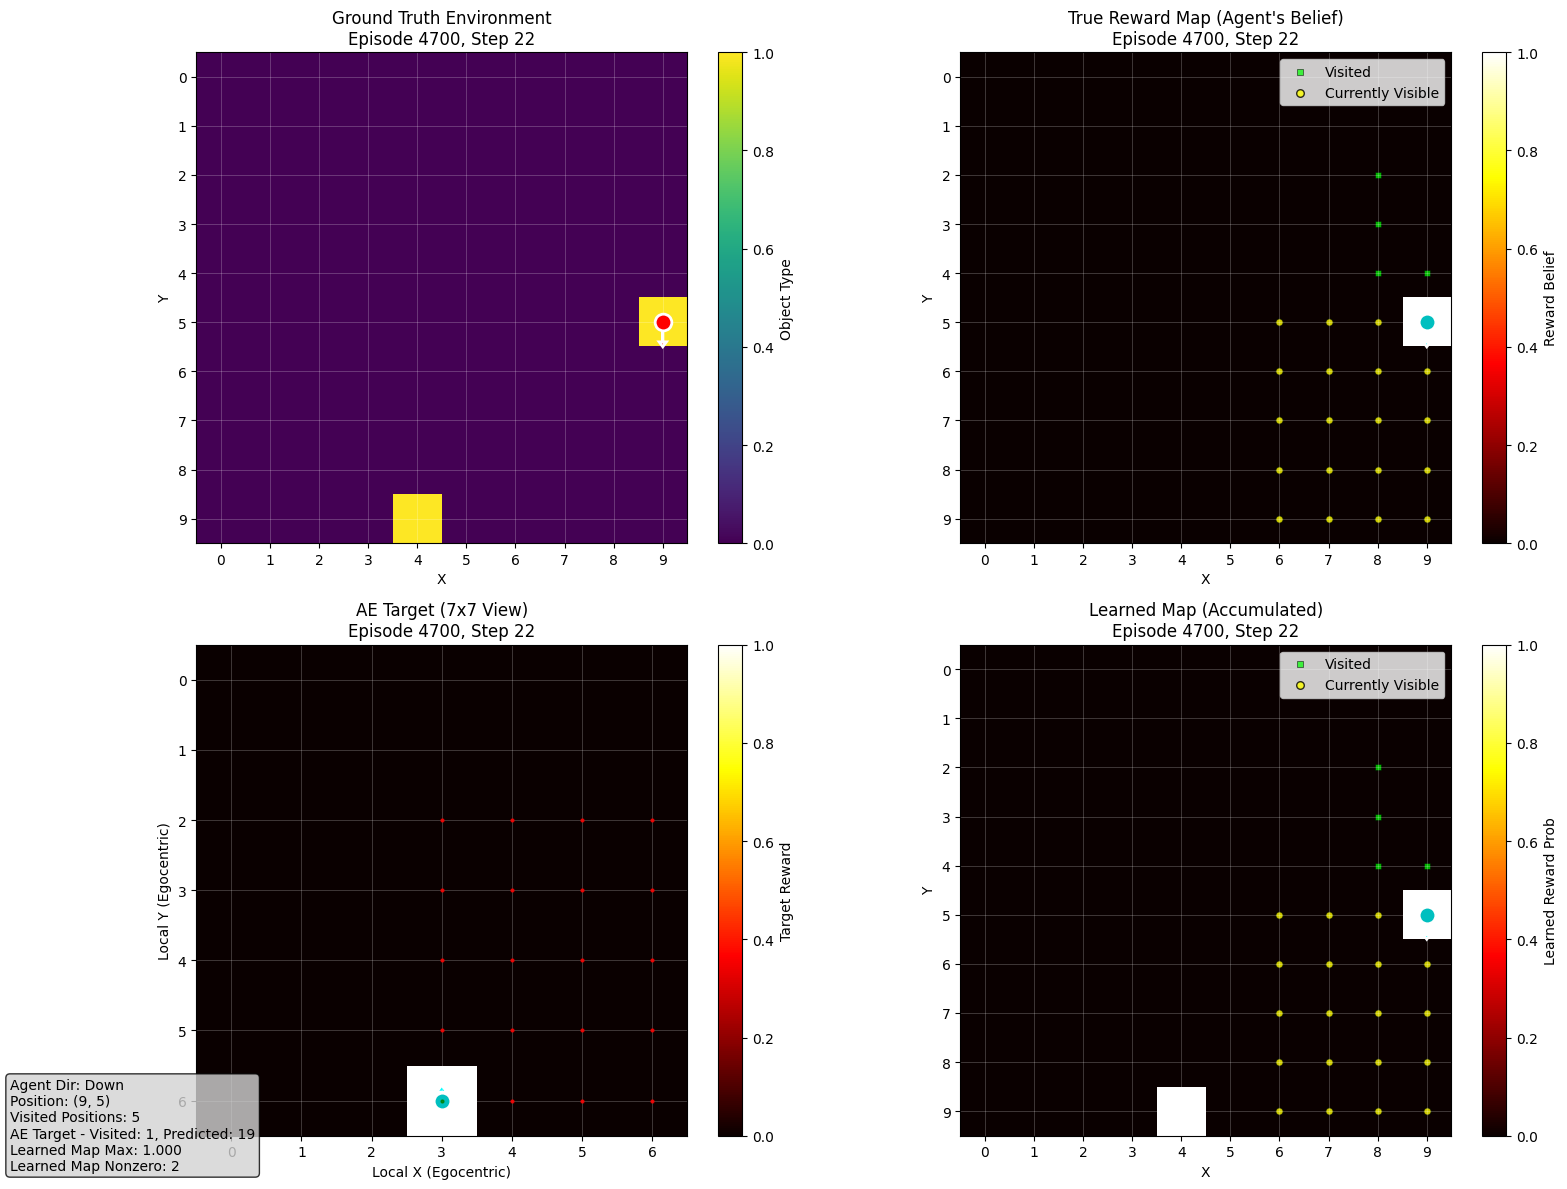 Ground Truth Environment
Episode 4700, Step 22
0
1
2
3
4
5
6
7
8
9
Y
0 1 2 3 4 5 6 7 8 9
X
1.0
0.8
0.6
0.4
0.2
0.0
Object Type
True Reward Map (Agent's Belief)
Episode 4700, Step 22
Visited
Currently Visible
0
1
2
3
4
5
6
7
8
9
Y
0 1 2 3 4 5 6 7 8 9
X
1.0
0.8
0.6
0.4
0.2
0.0
Reward Belief
AE Target (7x7 View)
Episode 4700, Step 22
0
1
2
3
4
5
6
Local Y (Egocentric)
0 1 2 3 4 5 6
Local X (Egocentric)
1.0
0.8
0.6
0.4
0.2
0.0
Target Reward
Learned Map (Accumulated)
Episode 4700, Step 22
Visited
Currently Visible
0
1
2
3
4
5
6
7
8
9
Y
0 1 2 3 4 5 6 7 8 9
X
1.0
0.8
0.6
0.4
0.2
0.0
Learned Reward Prob
Agent Dir: Down
Position: (9, 5)
Visited Positions: 5
AE Target - Visited: 1, Predicted: 19
Learned Map Max: 1.000
Learned Map Nonzero: 2